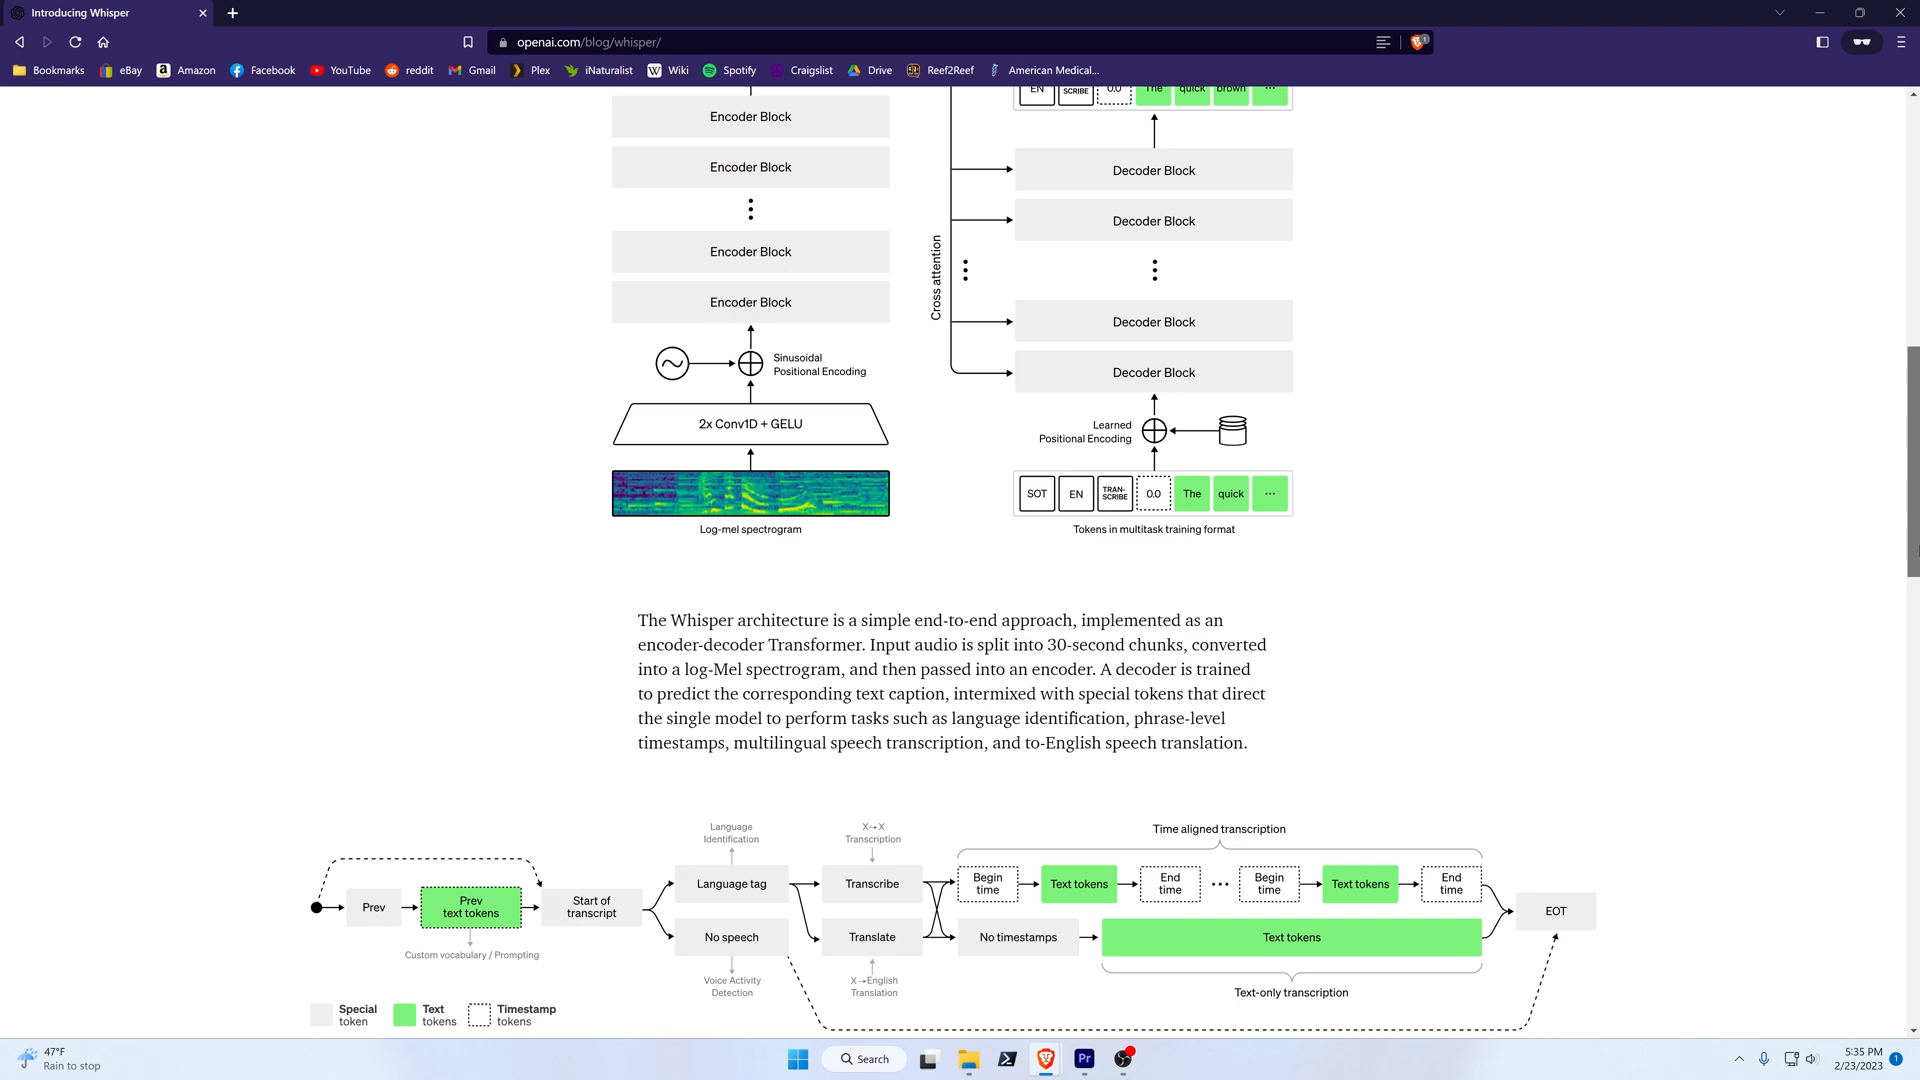 Introducing Whisper
openai.com/blog/whisper/
1
Bookmarks eBay Amazon Facebook YouTube reddit Gmail Plex iNaturalist Wiki Spotify Craigslist Drive Reef2Reef American Medical...
EN SCRIBE 0.0 The quick brown ...
Encoder Block
Encoder Block
Encoder Block
Encoder Block
Sinusoidal
Positional Encoding
2x Conv1D + GELU
Log-mel spectrogram
Cross attention
Decoder Block
Decoder Block
Decoder Block
Decoder Block
Learned
Positional Encoding
SOT EN TRAN-
SCRIBE 0.0 The quick ...
Tokens in multitask training format
The Whisper architecture is a simple end-to-end approach, implemented as an
encoder-decoder Transformer. Input audio is split into 30-second chunks, converted
into a log-Mel spectrogram, and then passed into an encoder. A decoder is trained
to predict the corresponding text caption, intermixed with special tokens that direct
the single model to perform tasks such as language identification, phrase-level
timestamps, multilingual speech transcription, and to-English speech translation.
Prev
Prev
text tokens
Custom vocabulary / Prompting
Start of
transcript
Language
Identification
Language tag
No speech
Voice Activity
Detection
X→X
Transcription
Transcribe
Translate
X→English
Translation
Time aligned transcription
Begin
time
Text tokens
End
time
...
Begin
time
Text tokens
End
time
No timestamps
Text tokens
Text-only transcription
EOT
Special
token
Text
tokens
Timestamp
tokens
47°F
Rain to stop
Search
Pr
5:35 PM
2/23/2023
1